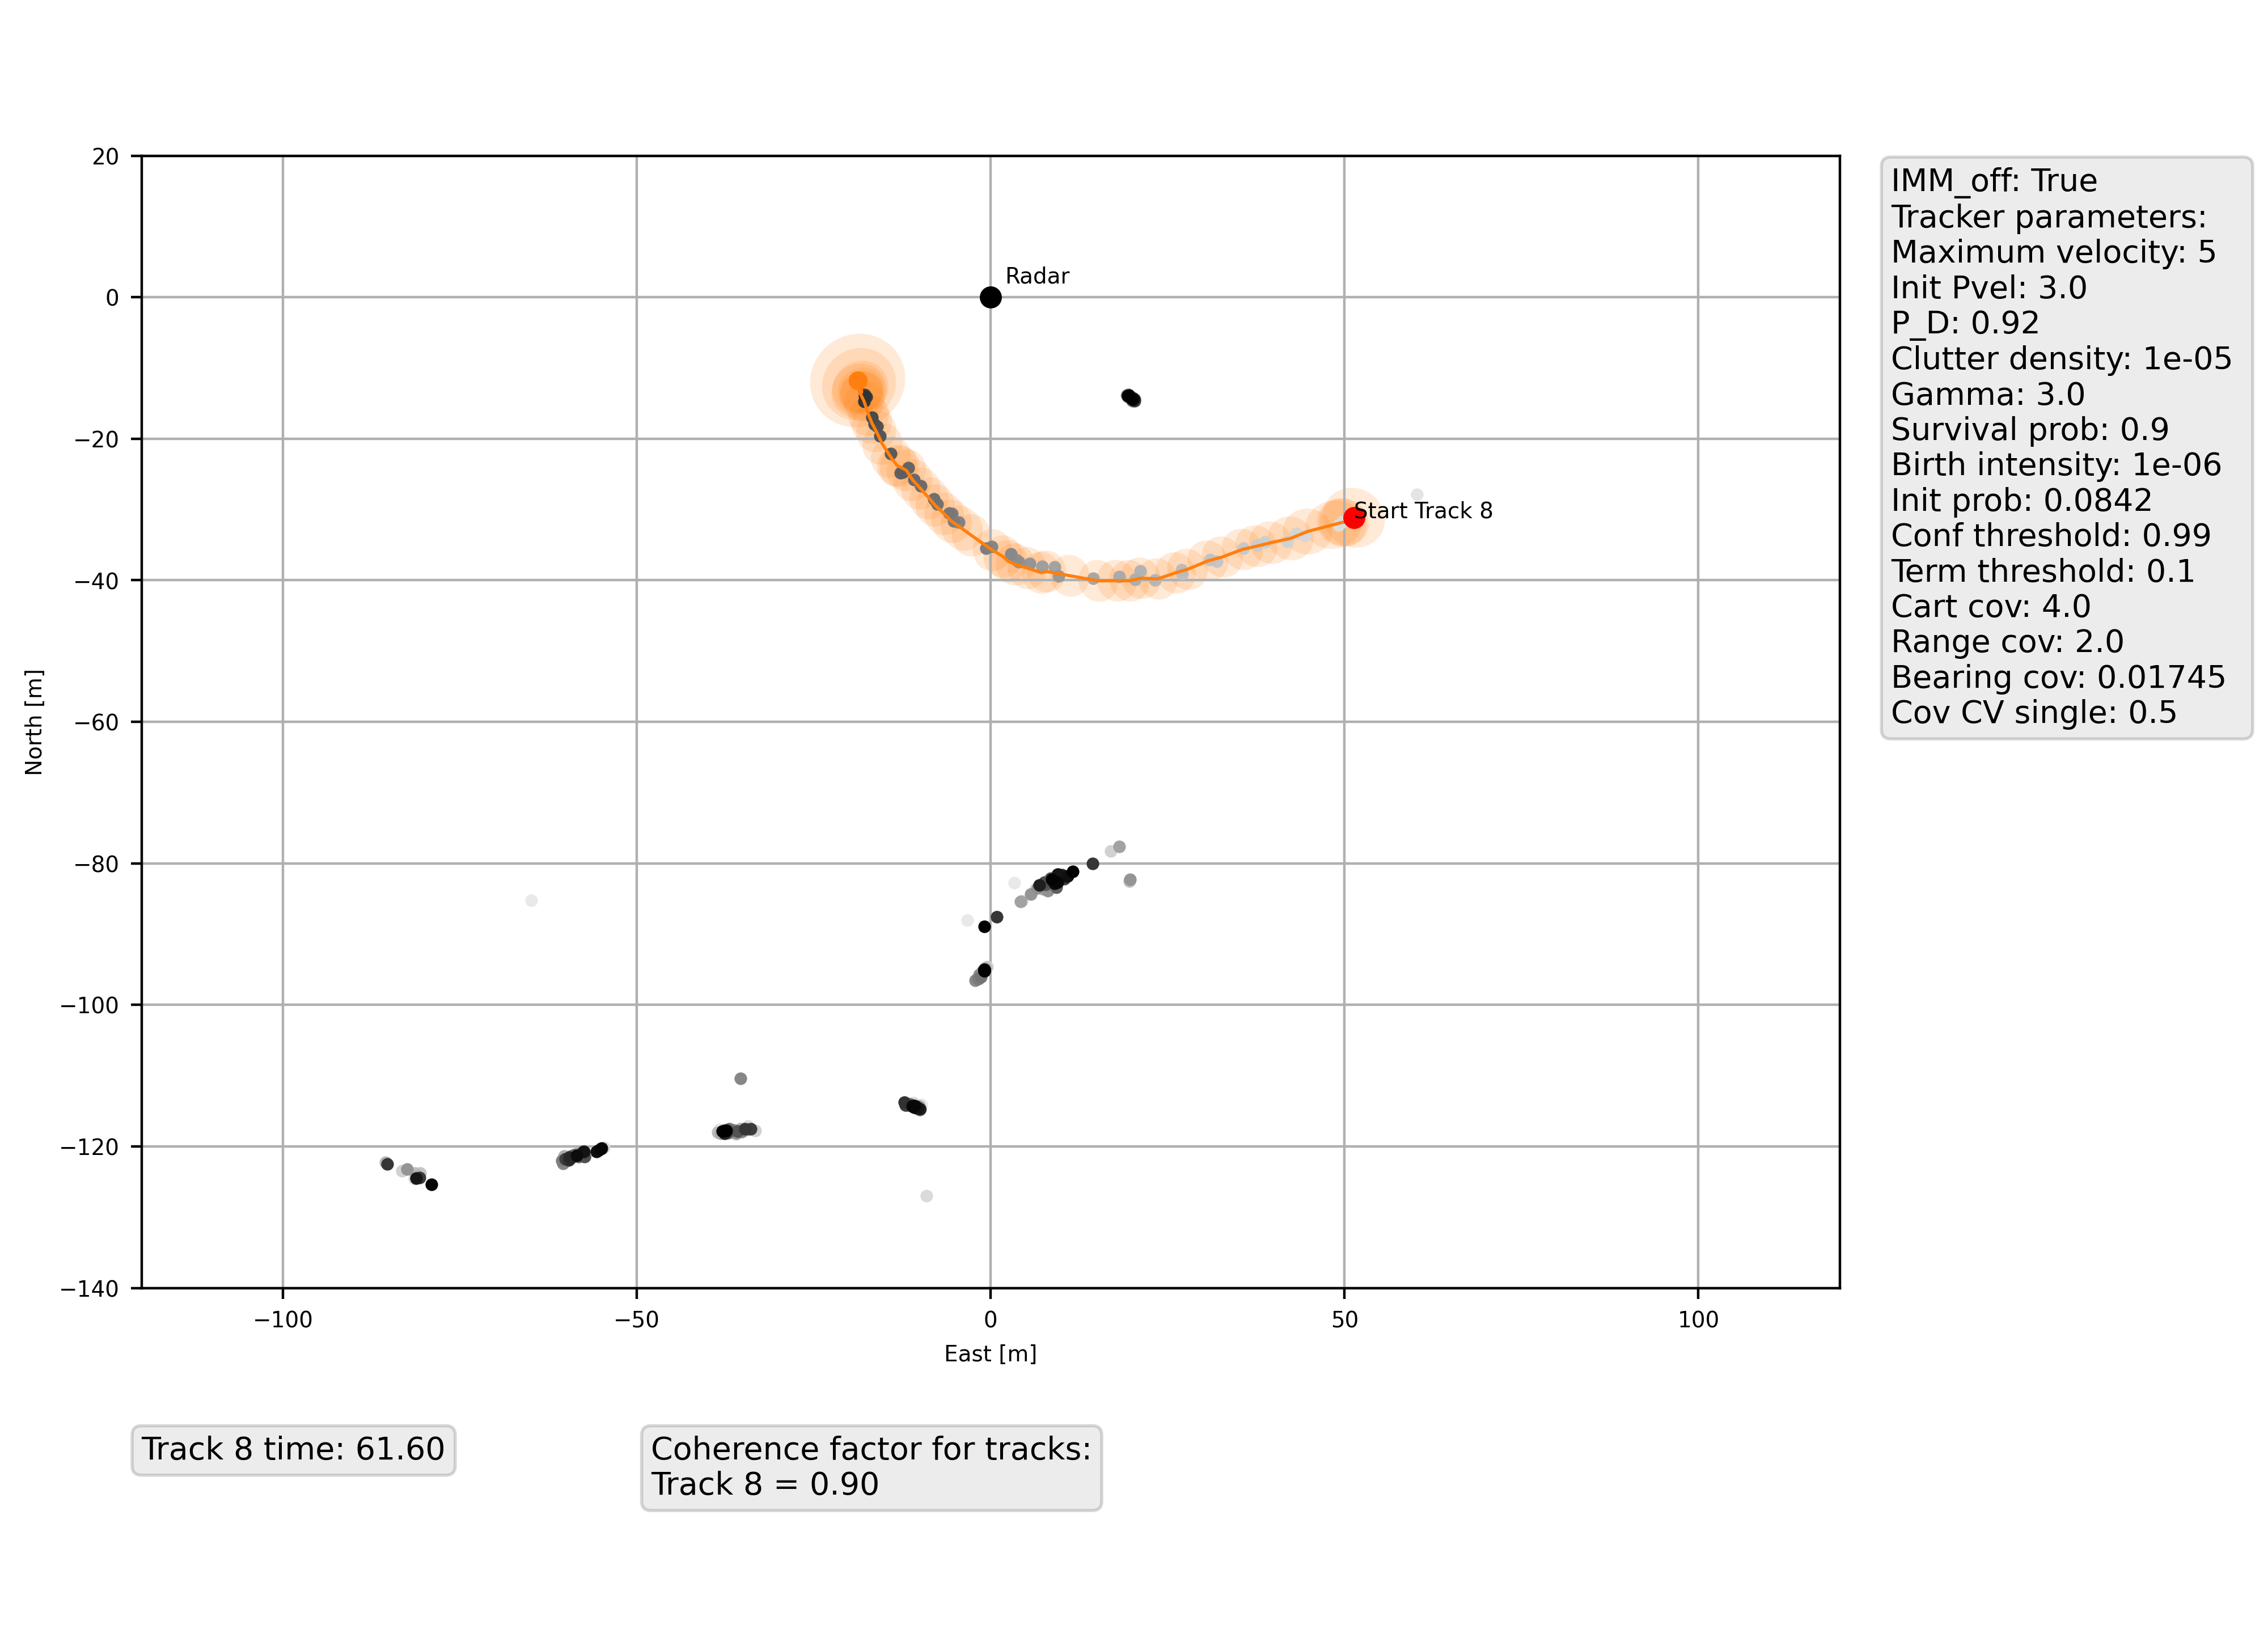 20
0
−20
−40
−60
−80
−100
−120
−140
North [m]
Radar
Start Track 8
−100
−50
0
50
100
East [m]
IMM_off: True
Tracker parameters:
Maximum velocity: 5
Init Pvel: 3.0
P_D: 0.92
Clutter density: 1e-05
Gamma: 3.0
Survival prob: 0.9
Birth intensity: 1e-06
Init prob: 0.0842
Conf threshold: 0.99
Term threshold: 0.1
Cart cov: 4.0
Range cov: 2.0
Bearing cov: 0.01745
Cov CV single: 0.5
Track 8 time: 61.60
Coherence factor for tracks:
Track 8 = 0.90